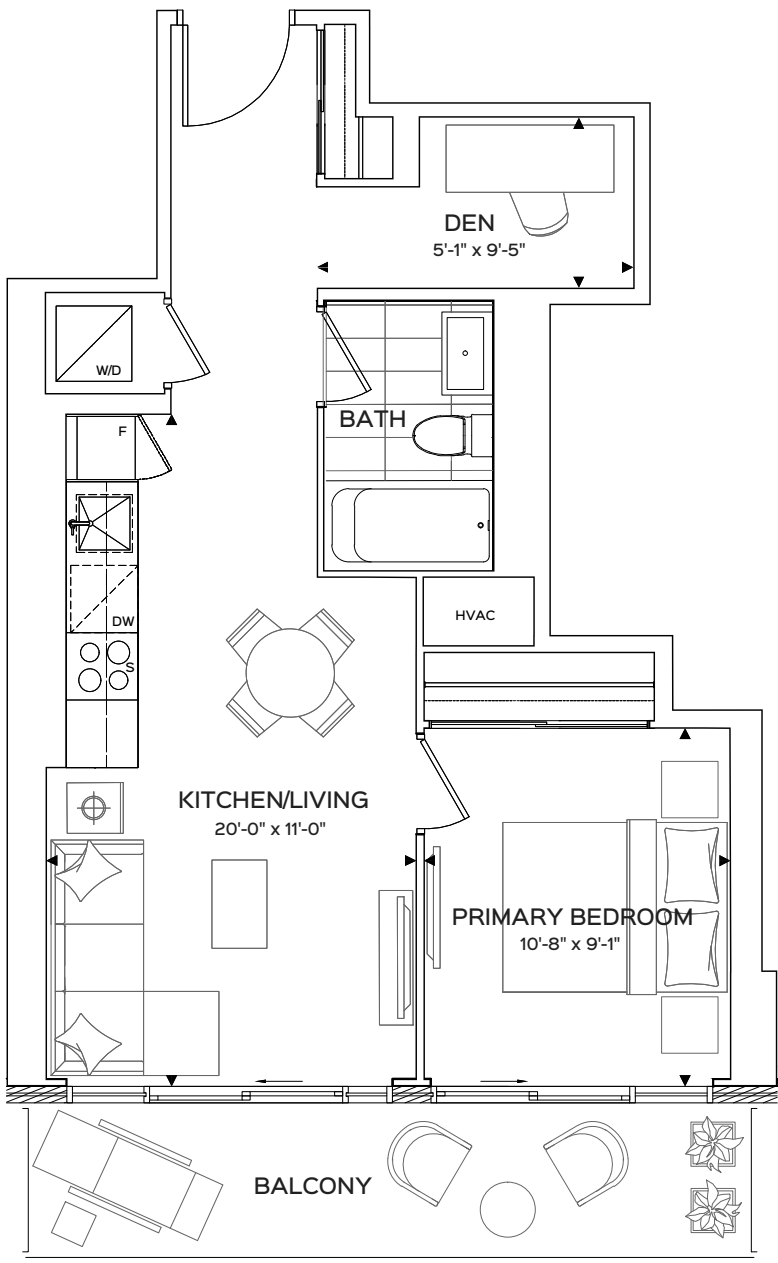 DEN
5'-1" x 9'-5"
W/D
BATH
F
DW
HVAC
S
KITCHEN/LIVING
20'-0" x 11'-0"
PRIMARY BEDROOM
10'-8" x 9'-1"
BALCONY